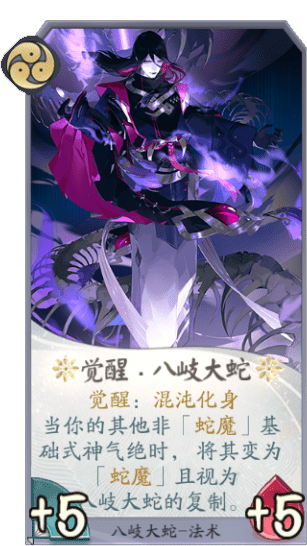 觉醒·八岐大蛇
觉醒：混沌化身
当你的其他非「蛇魔」基
础式神气绝时，将其变为
「蛇魔」且视为
八岐大蛇的复制。
+5
八岐大蛇-法术
+5